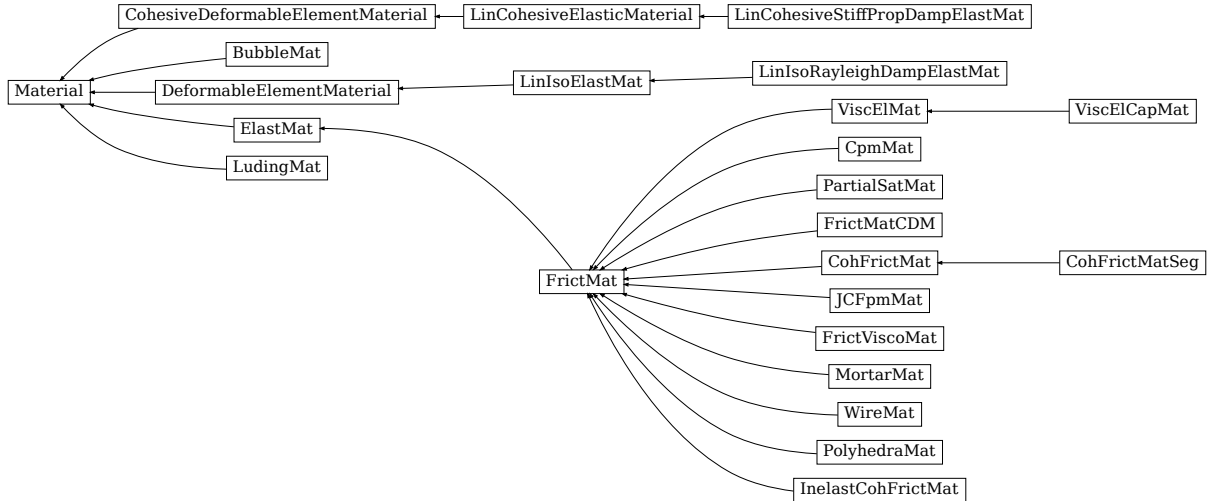 CohesiveDeformableElementMaterial
LinCohesiveElasticMaterial
LinCohesiveStiffPropDampElastMat
BubbleMat
Material
DeformableElementMaterial
LinIsoElastMat
LinIsoRayleighDampElastMat
ElastMat
LudingMat
ViscElMat
ViscElCapMat
CpmMat
PartialSatMat
FrictMatCDM
FrictMat
CohFrictMat
CohFrictMatSeg
JCFpmMat
FrictViscoMat
MortarMat
WireMat
PolyhedraMat
InelastCohFrictMat